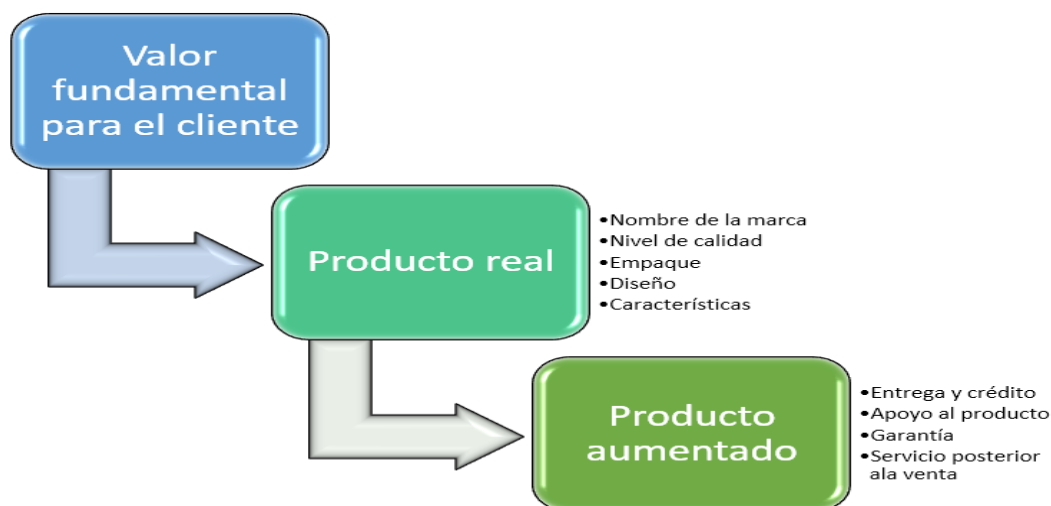 Valor
fundamental
para el cliente
Producto real
•Nombre de la marca
•Nivel de calidad
•Empaque
•Diseño
•Características
Producto
aumentado
•Entrega y crédito
•Apoyo al producto
•Garantía
•Servicio posterior
ala venta